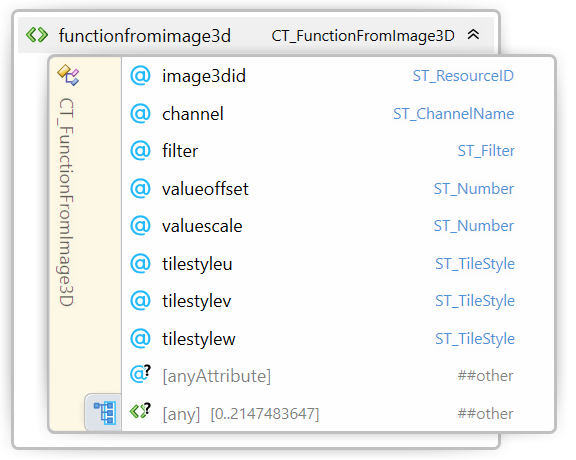 functionfromimage3d CT_FunctionFromImage3D
CT_FunctionFromImage3D
@ image3did ST_ResourceID
@ channel ST_ChannelName
@ filter ST_Filter
@ valueoffset ST_Number
@ valuescale ST_Number
@ tilestyleu ST_TileStyle
@ tilestylev ST_TileStyle
@ tilestylew ST_TileStyle
@? [anyAttribute] ##other
<>? [any] [0..2147483647] ##other